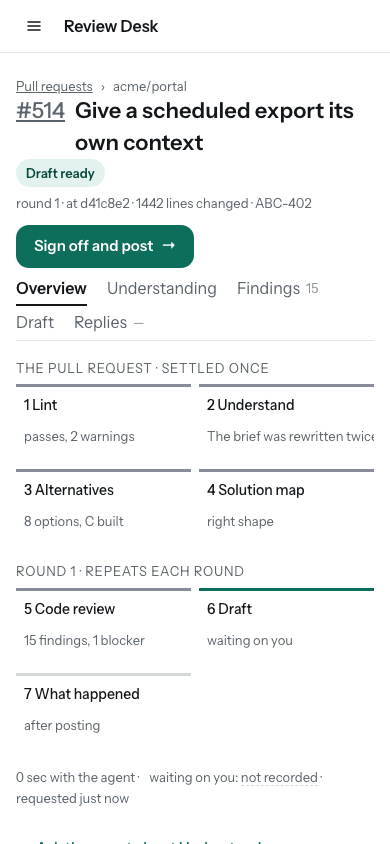 Review Desk
Pull requests › acme/portal
#514 Give a scheduled export its
own context
Draft ready
round 1 · at d41c8e2 · 1442 lines changed · ABC-402
Sign off and post →
Overview Understanding Findings 15
Draft Replies —
THE PULL REQUEST · SETTLED ONCE
1 Lint
2 Understand
passes, 2 warnings
The brief was rewritten twice
3 Alternatives
4 Solution map
8 options, C built
right shape
ROUND 1 · REPEATS EACH ROUND
5 Code review
6 Draft
15 findings, 1 blocker
waiting on you
7 What happened
after posting
0 sec with the agent · waiting on you: not recorded ·
requested just now